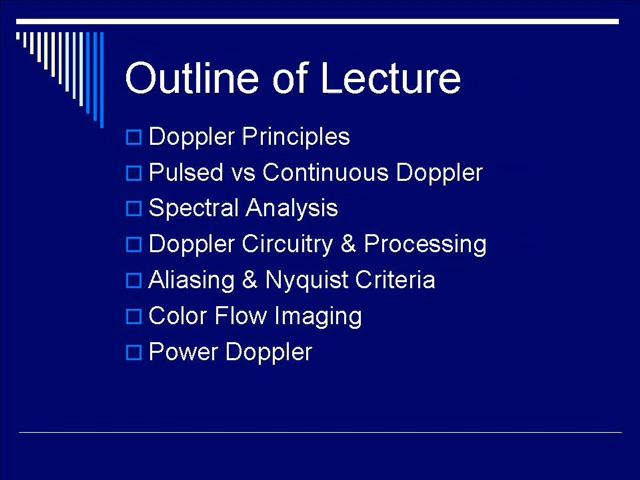 Outline of Lecture
Doppler Principles
Pulsed vs Continuous Doppler
Spectral Analysis
Doppler Circuitry & Processing
Aliasing & Nyquist Criteria
Color Flow Imaging
Power Doppler